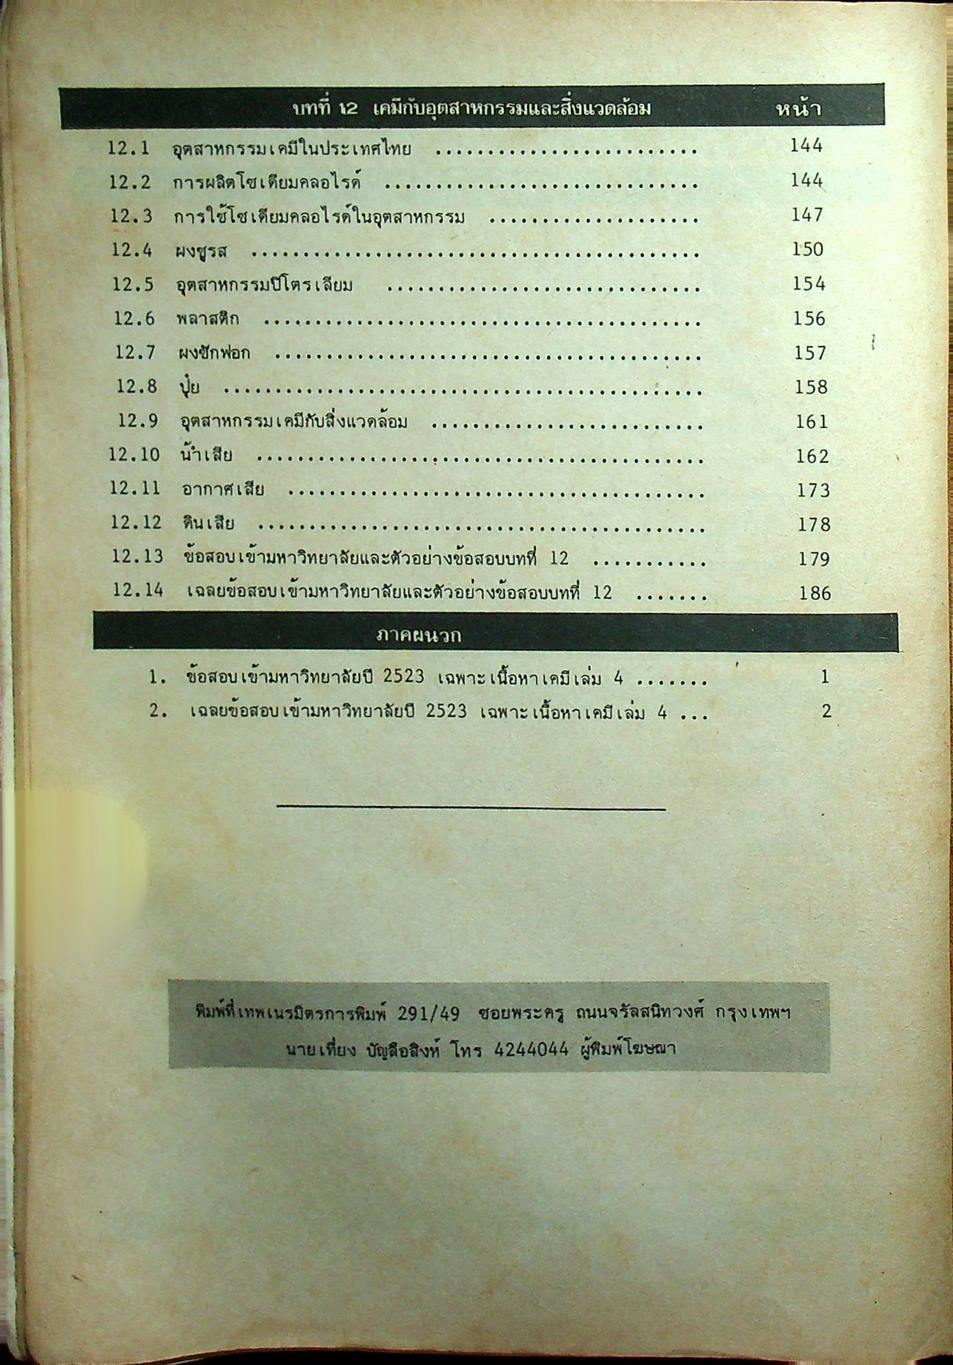 บทที่ ๑2 เคมีกับอุตสาหกรรมและสิ่งแวดล้อม หน้า
12.1 อุตสาหกรรมเคมีในประเทศไทย .......................... 144
12.2 การผลิตโซเดียมคลอไรด์ ............................... 144
12.3 การใช้โซเดียมคลอไรด์ในอุตสาหกรรม ..................... 147
12.4 ผงชูรส ............................................ 150
12.5 อุตสาหกรรมปิโตรเลียม ............................... 154
12.6 พลาสติก ........................................... 156
12.7 ผงซักฟอก .......................................... 157
12.8 ปุ๋ย ............................................... 158
12.9 อุตสาหกรรมเคมีกับสิ่งแวดล้อม ........................... 161
12.10 น้ำเสีย ............................................ 162
12.11 อากาศเสีย ......................................... 173
12.12 ดินเสีย ............................................ 178
12.13 ข้อสอบเข้ามหาวิทยาลัยและตัวอย่างข้อสอบบทที่ 12 ........... 179
12.14 เฉลยข้อสอบเข้ามหาวิทยาลัยและตัวอย่างข้อสอบบทที่ 12 ....... 186
ภาคผนวก
1. ข้อสอบเข้ามหาวิทยาลัยปี 2523 เฉพาะเนื้อหาเคมีเล่ม 4 ....... 1
2. เฉลยข้อสอบเข้ามหาวิทยาลัยปี 2523 เฉพาะเนื้อหาเคมีเล่ม 4 ... 2
พิมพ์ที่เทพเนรมิตรการพิมพ์ 291/49 ซอยพระครู ถนนจรัลสนิทวงศ์ กรุงเทพฯ
นายเที่ยง บัญลือสิงห์ โทร 4244044 ผู้พิมพ์โฆษณา